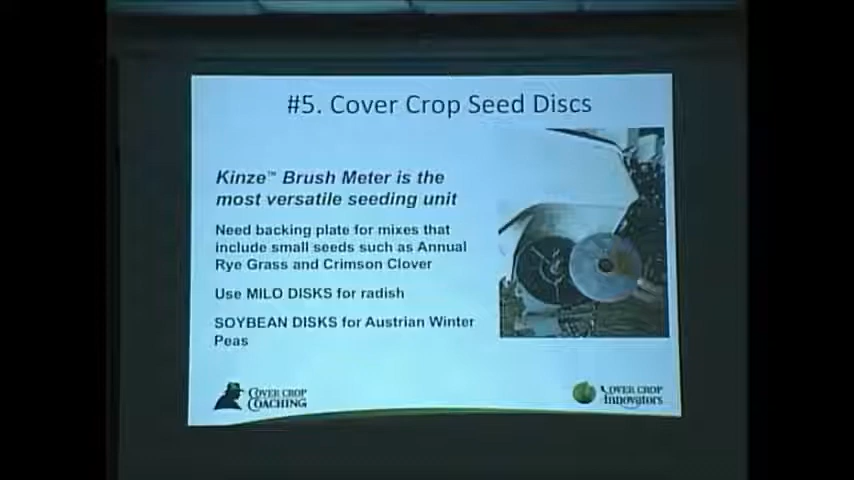 #5. Cover Crop Seed Discs
Kinze™ Brush Meter is the
most versatile seeding unit
Need backing plate for mixes that
include small seeds such as Annual
Rye Grass and Crimson Clover
Use MILO DISKS for radish
SOYBEAN DISKS for Austrian Winter
Peas
COVER CROP
COACHING
COVER CROP
Innovators